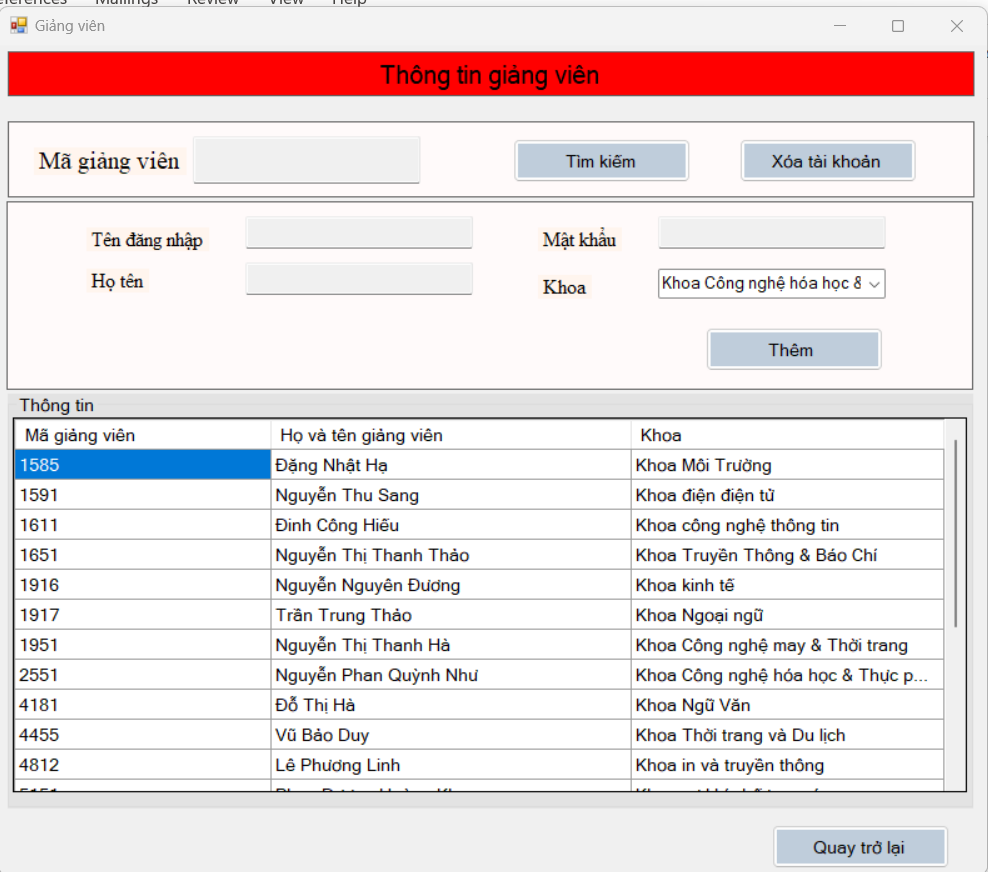 Mailings Review View Help
Giảng viên
Thông tin giảng viên
Mã giảng viên Tìm kiếm Xóa tài khoản
Tên đăng nhập Mật khẩu
Họ tên Khoa Khoa Công nghệ hóa học &
Thêm
Thông tin
Mã giảng viên Họ và tên giảng viên Khoa
1585 Đặng Nhật Hạ Khoa Môi Trường
1591 Nguyễn Thu Sang Khoa điện điện tử
1611 Đinh Công Hiếu Khoa công nghệ thông tin
1651 Nguyễn Thị Thanh Thảo Khoa Truyền Thông & Báo Chí
1916 Nguyễn Nguyên Đương Khoa kinh tế
1917 Trần Trung Thảo Khoa Ngoại ngữ
1951 Nguyễn Thị Thanh Hà Khoa Công nghệ may & Thời trang
2551 Nguyễn Phan Quỳnh Như Khoa Công nghệ hóa học & Thực p...
4181 Đỗ Thị Hà Khoa Ngữ Văn
4455 Vũ Bảo Duy Khoa Thời trang và Du lịch
4812 Lê Phương Linh Khoa in và truyền thông
Quay trở lại